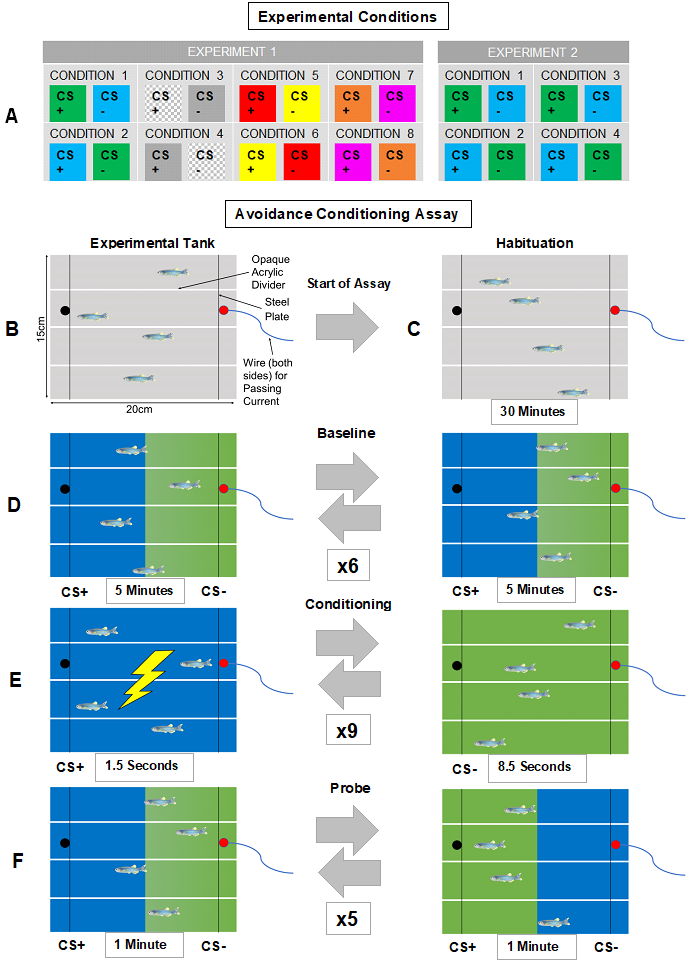 Experimental Conditions
EXPERIMENT 1
EXPERIMENT 2
CONDITION 1
CONDITION 3
CONDITION 5
CONDITION 7
CONDITION 1
CONDITION 3
CS + CS - CS + CS - CS + CS - CS + CS - CS + CS - CS + CS -
A
CONDITION 2
CONDITION 4
CONDITION 6
CONDITION 8
CONDITION 2
CONDITION 4
CS + CS - CS + CS - CS + CS - CS + CS - CS + CS - CS + CS -
Avoidance Conditioning Assay
Experimental Tank
Habituation
Opaque
Acrylic
Divider
Steel
Plate
Wire (both
sides) for
Passing
Current
15cm
20cm
B
Start of Assay
C
30 Minutes
Baseline
D
x6
CS+
5 Minutes
CS-
CS+
5 Minutes
CS-
Conditioning
E
x9
CS+
1.5 Seconds
CS-
8.5 Seconds
Probe
F
x5
CS+
1 Minute
CS-
CS+
1 Minute
CS-